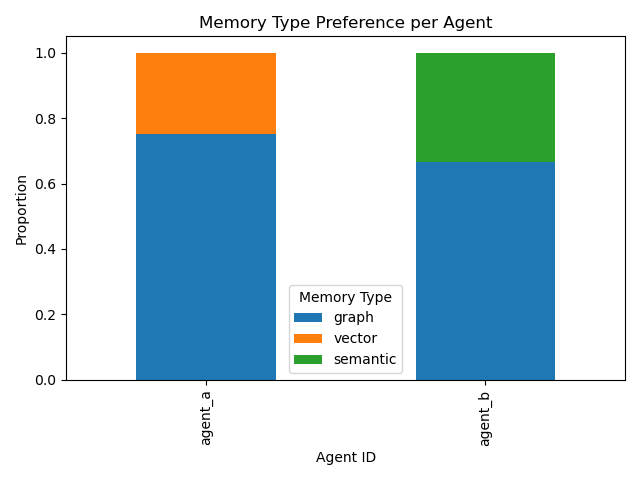 Memory Type Preference per Agent
1.0
0.8
0.6
0.4
0.2
0.0
Proportion
Memory Type
graph
vector
semantic
agent_a
agent_b
Agent ID